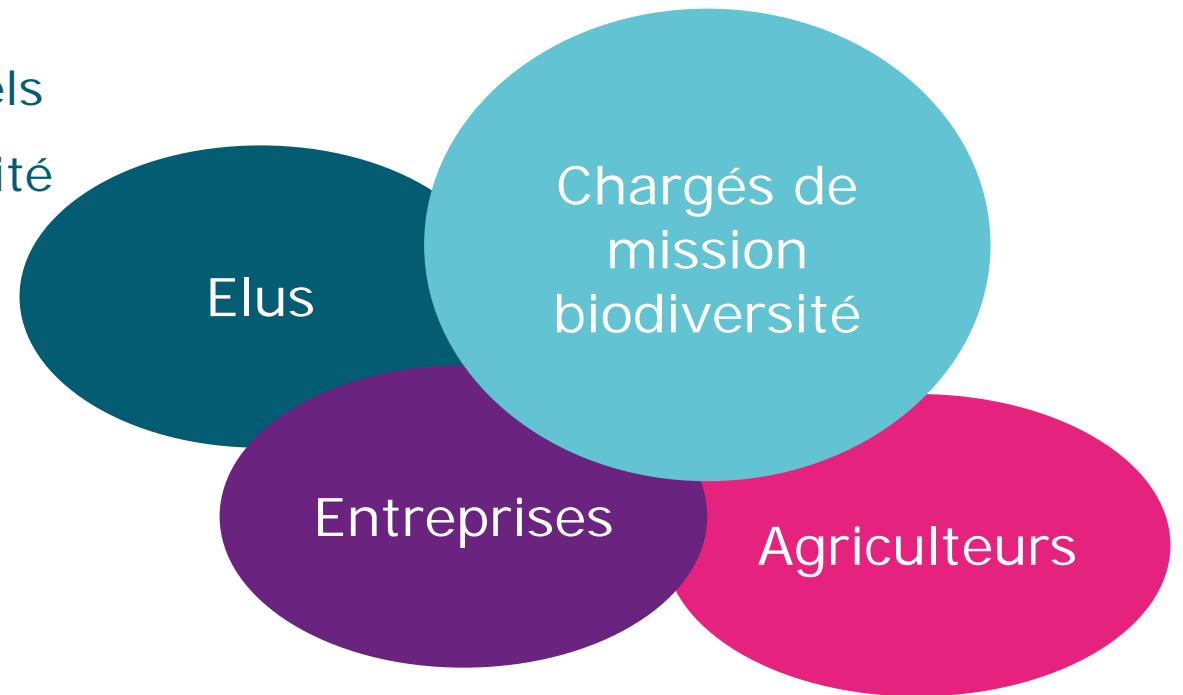 els
ité
Chargés de
mission
biodiversité
Elus
Entreprises
Agriculteurs